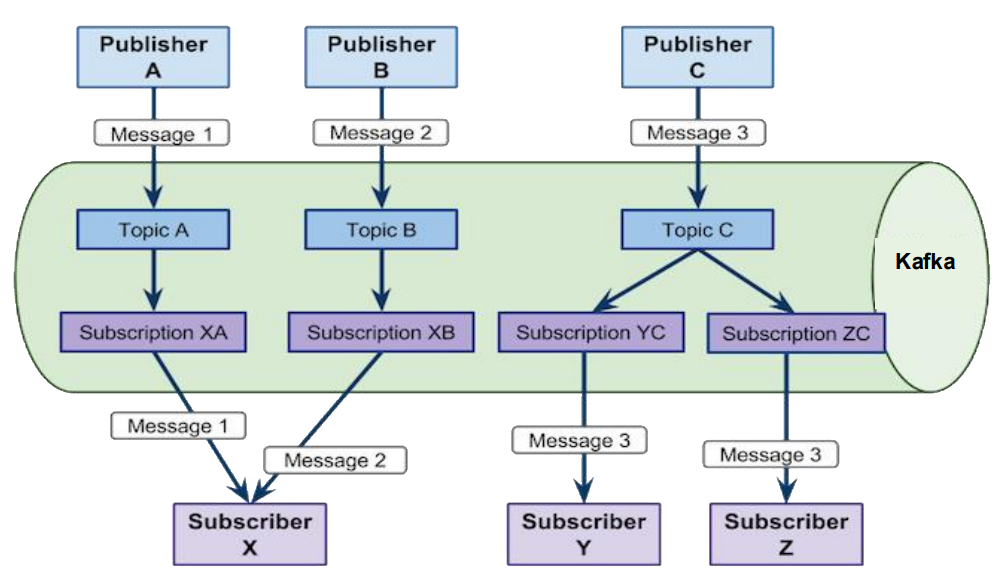 Publisher
A
Publisher
B
Publisher
C
Message 1
Message 2
Message 3
Topic A
Topic B
Topic C
Kafka
Subscription XA
Subscription XB
Subscription YC
Subscription ZC
Message 1
Message 2
Message 3
Message 3
Subscriber
X
Subscriber
Y
Subscriber
Z